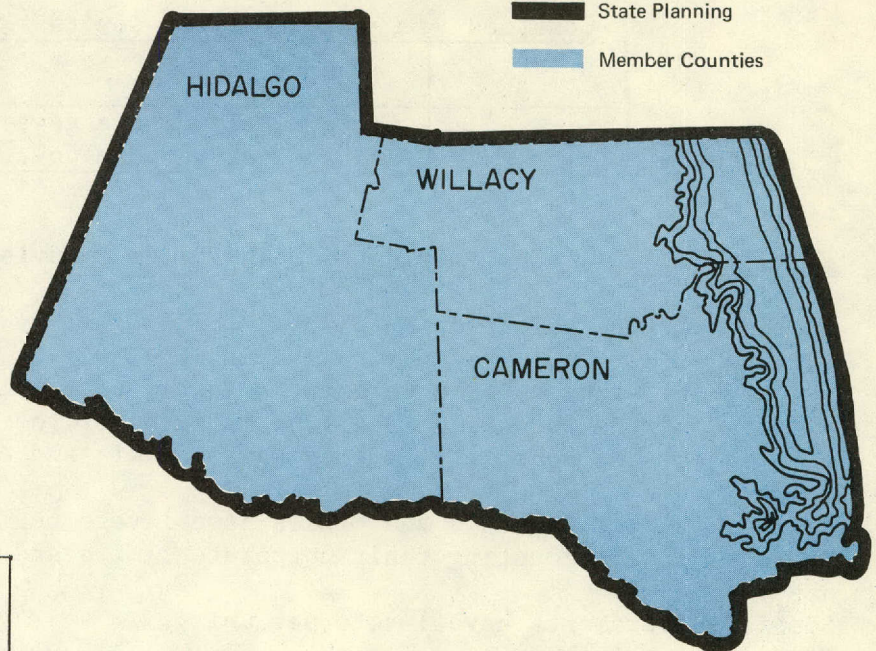 State Planning
Member Counties
HIDALGO
WILLACY
CAMERON